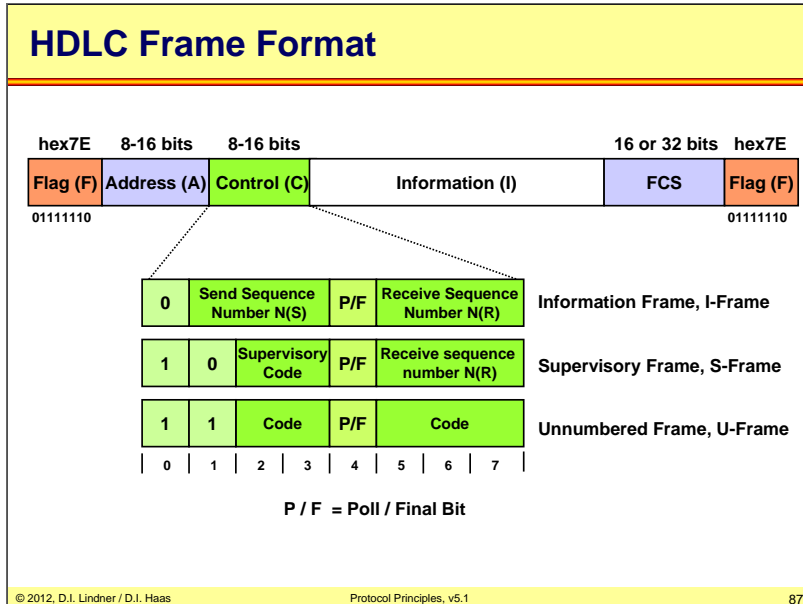 HDLC Frame Format
hex7E 8-16 bits 8-16 bits 16 or 32 bits hex7E
Flag (F) Address (A) Control (C) Information (I) FCS Flag (F)
01111110 01111110
0 Send Sequence Number N(S) P/F Receive Sequence Number N(R) Information Frame, I-Frame
1 0 Supervisory Code P/F Receive sequence number N(R) Supervisory Frame, S-Frame
1 1 Code P/F Code Unnumbered Frame, U-Frame
0 1 2 3 4 5 6 7
P / F = Poll / Final Bit
© 2012, D.I. Lindner / D.I. Haas Protocol Principles, v5.1 87